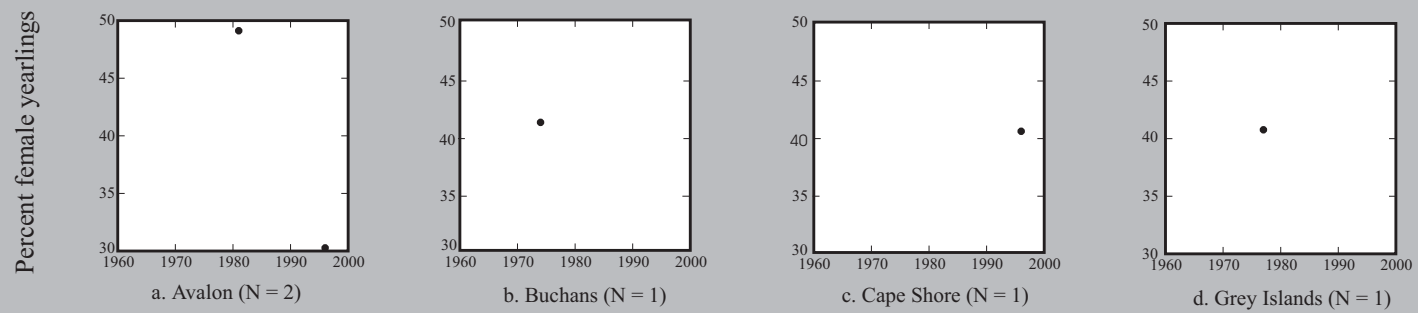 Percent female yearlings
50
45
40
35
30
1960 1970 1980 1990 2000
a. Avalon (N = 2)
50
45
40
35
30
1960 1970 1980 1990 2000
b. Buchans (N = 1)
50
45
40
35
30
1960 1970 1980 1990 2000
c. Cape Shore (N = 1)
50
45
40
35
30
1960 1970 1980 1990 2000
d. Grey Islands (N = 1)